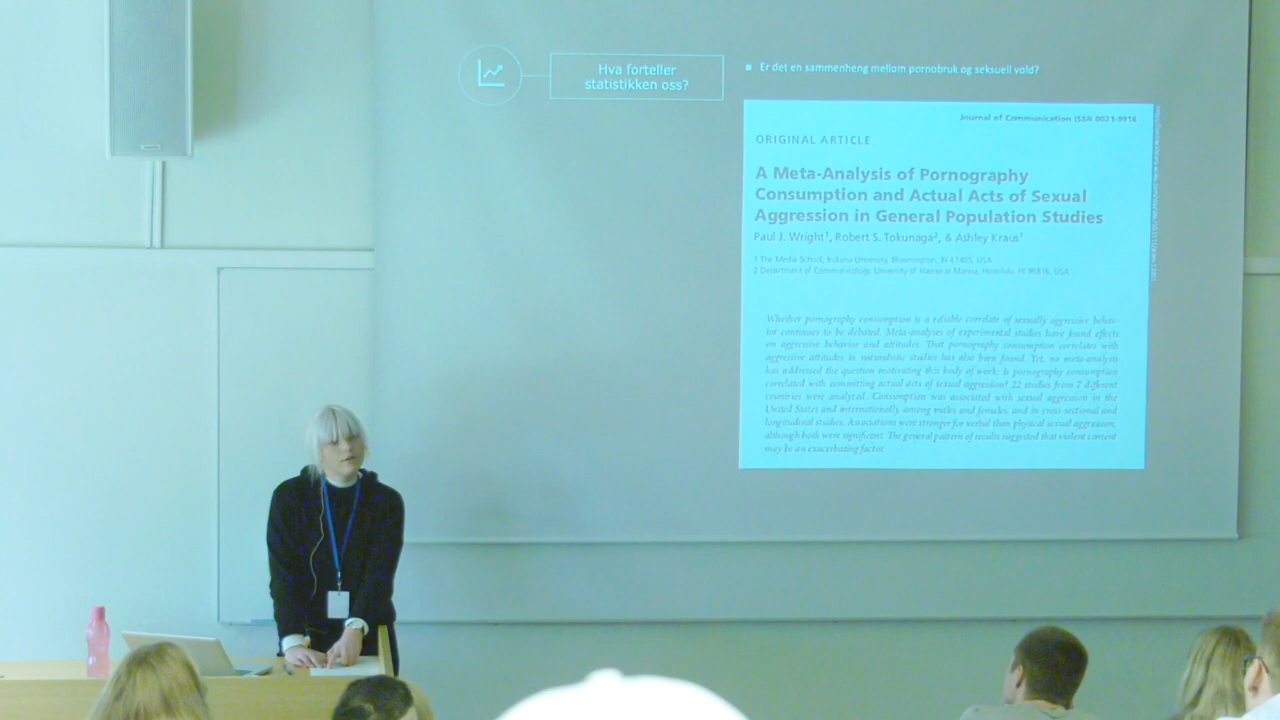 Hva forteller
statistikken oss?
Er det en sammenheng mellom pornobruk og seksuell vold?
Journal of Communication ISSN 0021-9916
ORIGINAL ARTICLE
A Meta-Analysis of Pornography
Consumption and Actual Acts of Sexual
Aggression in General Population Studies
Paul J. Wright¹, Robert S. Tokunaga², & Ashley Kraus¹
1 The Media School, Indiana University, Bloomington, IN 47405, USA
2 Department of Communicology, University of Hawaii at Manoa, Honolulu, HI 96816, USA
Whether pornography consumption is a reliable correlate of sexually aggressive behav-
ior continues to be debated. Meta-analyses of experimental studies have found effects
on aggressive behavior and attitudes. That pornography consumption correlates with
aggressive attitudes in naturalistic studies has also been found. Yet, no meta-analysis
has addressed the question motivating this body of work: Is pornography consumption
correlated with committing actual acts of sexual aggression? 22 studies from 7 different
countries were analyzed. Consumption was associated with sexual aggression in the
United States and internationally, among males and females, and in cross-sectional and
longitudinal studies. Associations were stronger for verbal than physical sexual aggression,
although both were significant. The general pattern of results suggested that violent content
may be an exacerbating factor.